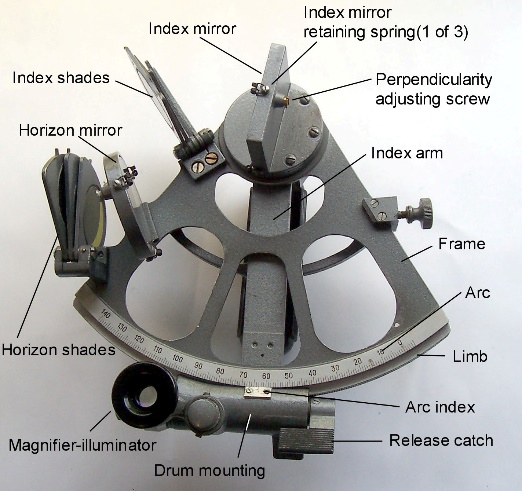 Index mirror
Index mirror
retaining spring(1 of 3)
Index shades
Perpendicularity
adjusting screw
Horizon mirror
Index arm
Frame
Arc
Horizon shades
Limb
140 130 120 110 100 90 80 70 60 50 40 30 20 10 0
Arc index
Magnifier-illuminator
Release catch
Drum mounting